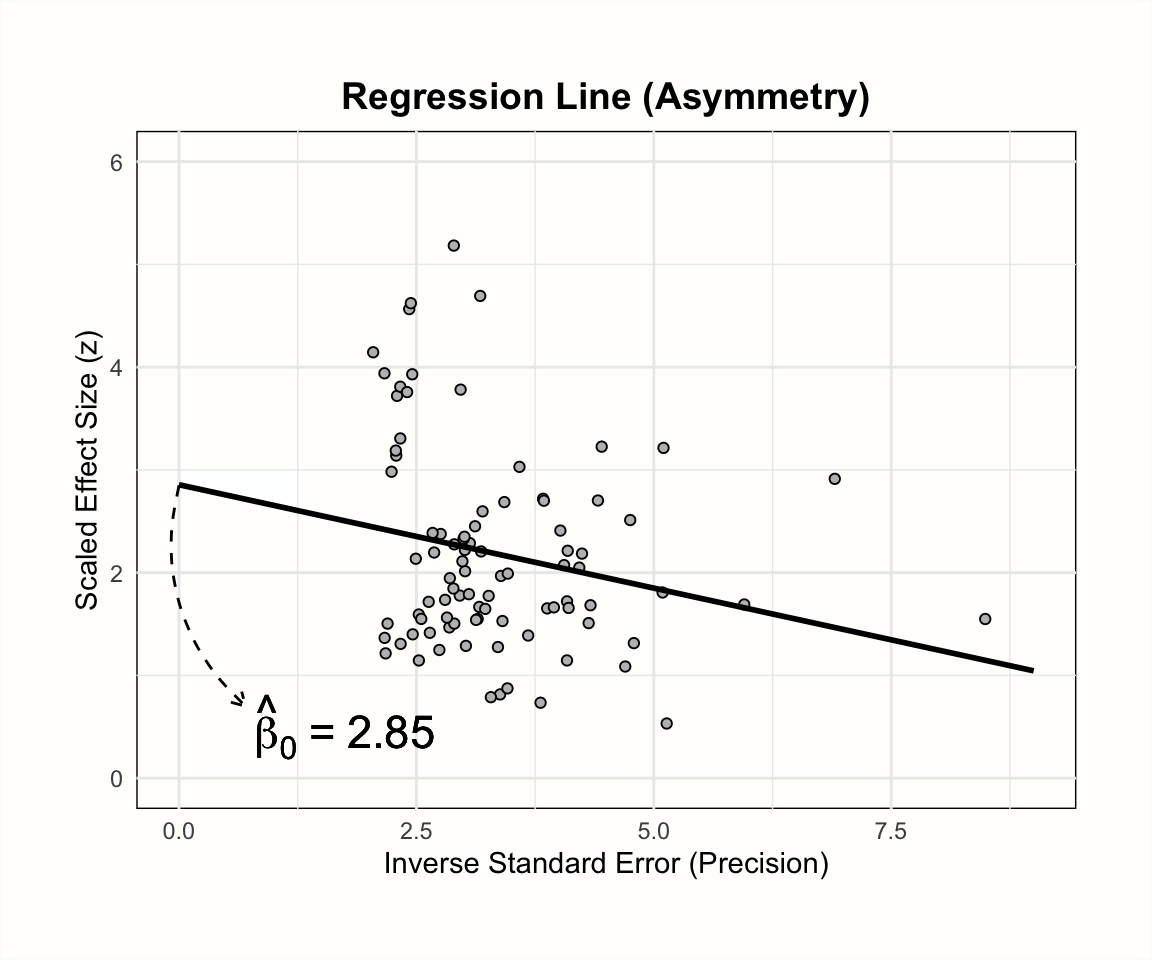 Regression Line (Asymmetry)
Scaled Effect Size (z)
6
4
2
0
β̂₀ = 2.85
0.0 2.5 5.0 7.5
Inverse Standard Error (Precision)